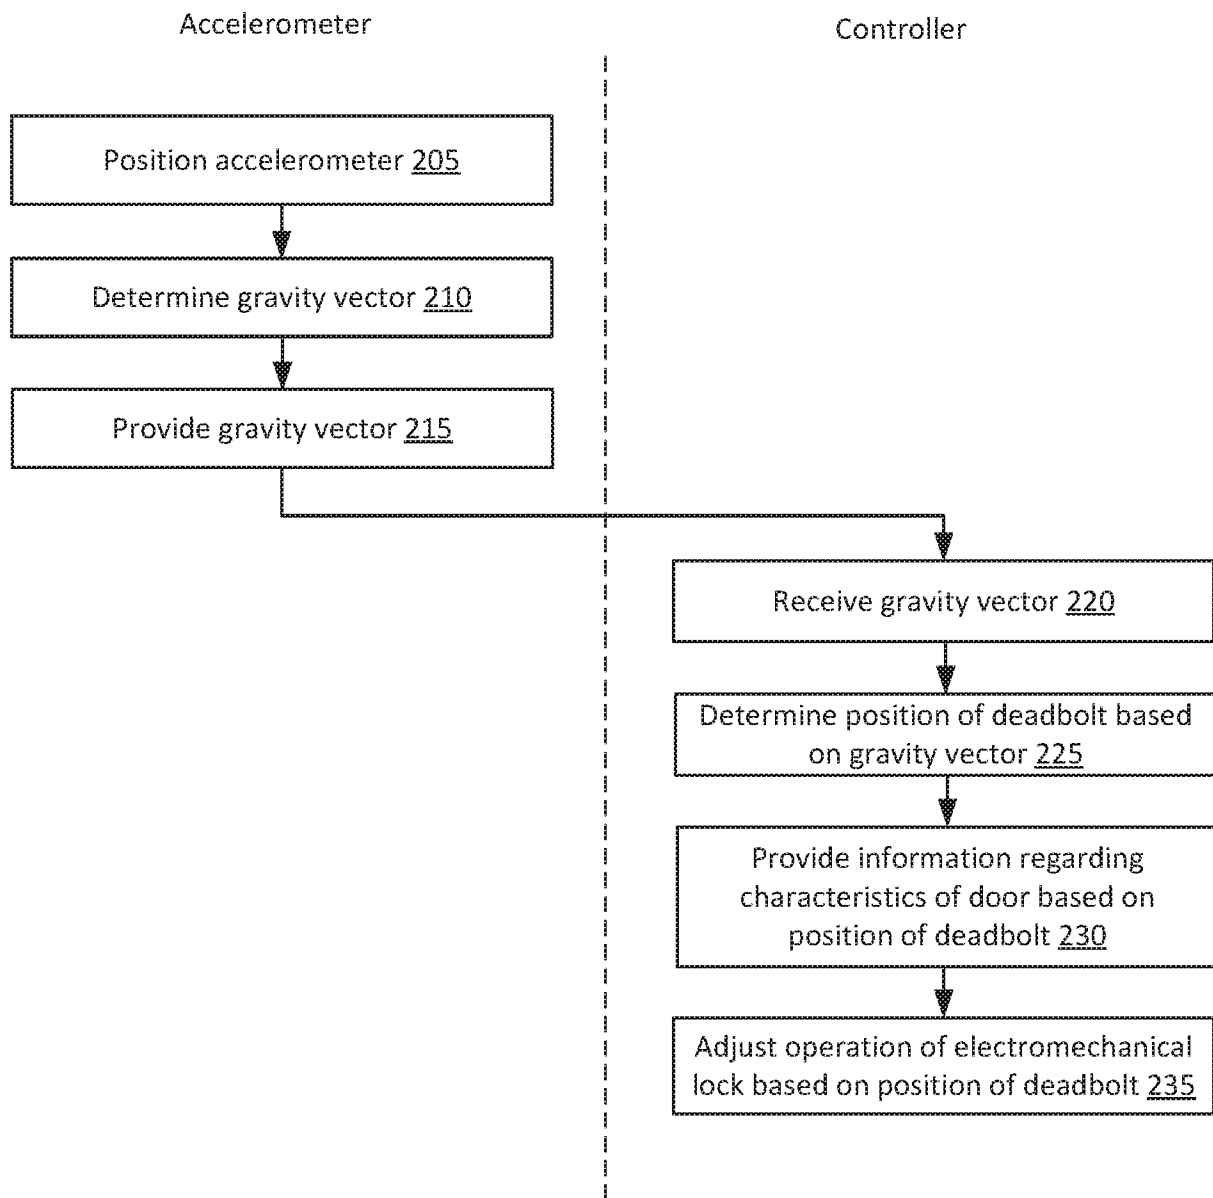 Accelerometer
Controller
Position accelerometer 205
Determine gravity vector 210
Provide gravity vector 215
Receive gravity vector 220
Determine position of deadbolt based
on gravity vector 225
Provide information regarding
characteristics of door based on
position of deadbolt 230
Adjust operation of electromechanical
lock based on position of deadbolt 235